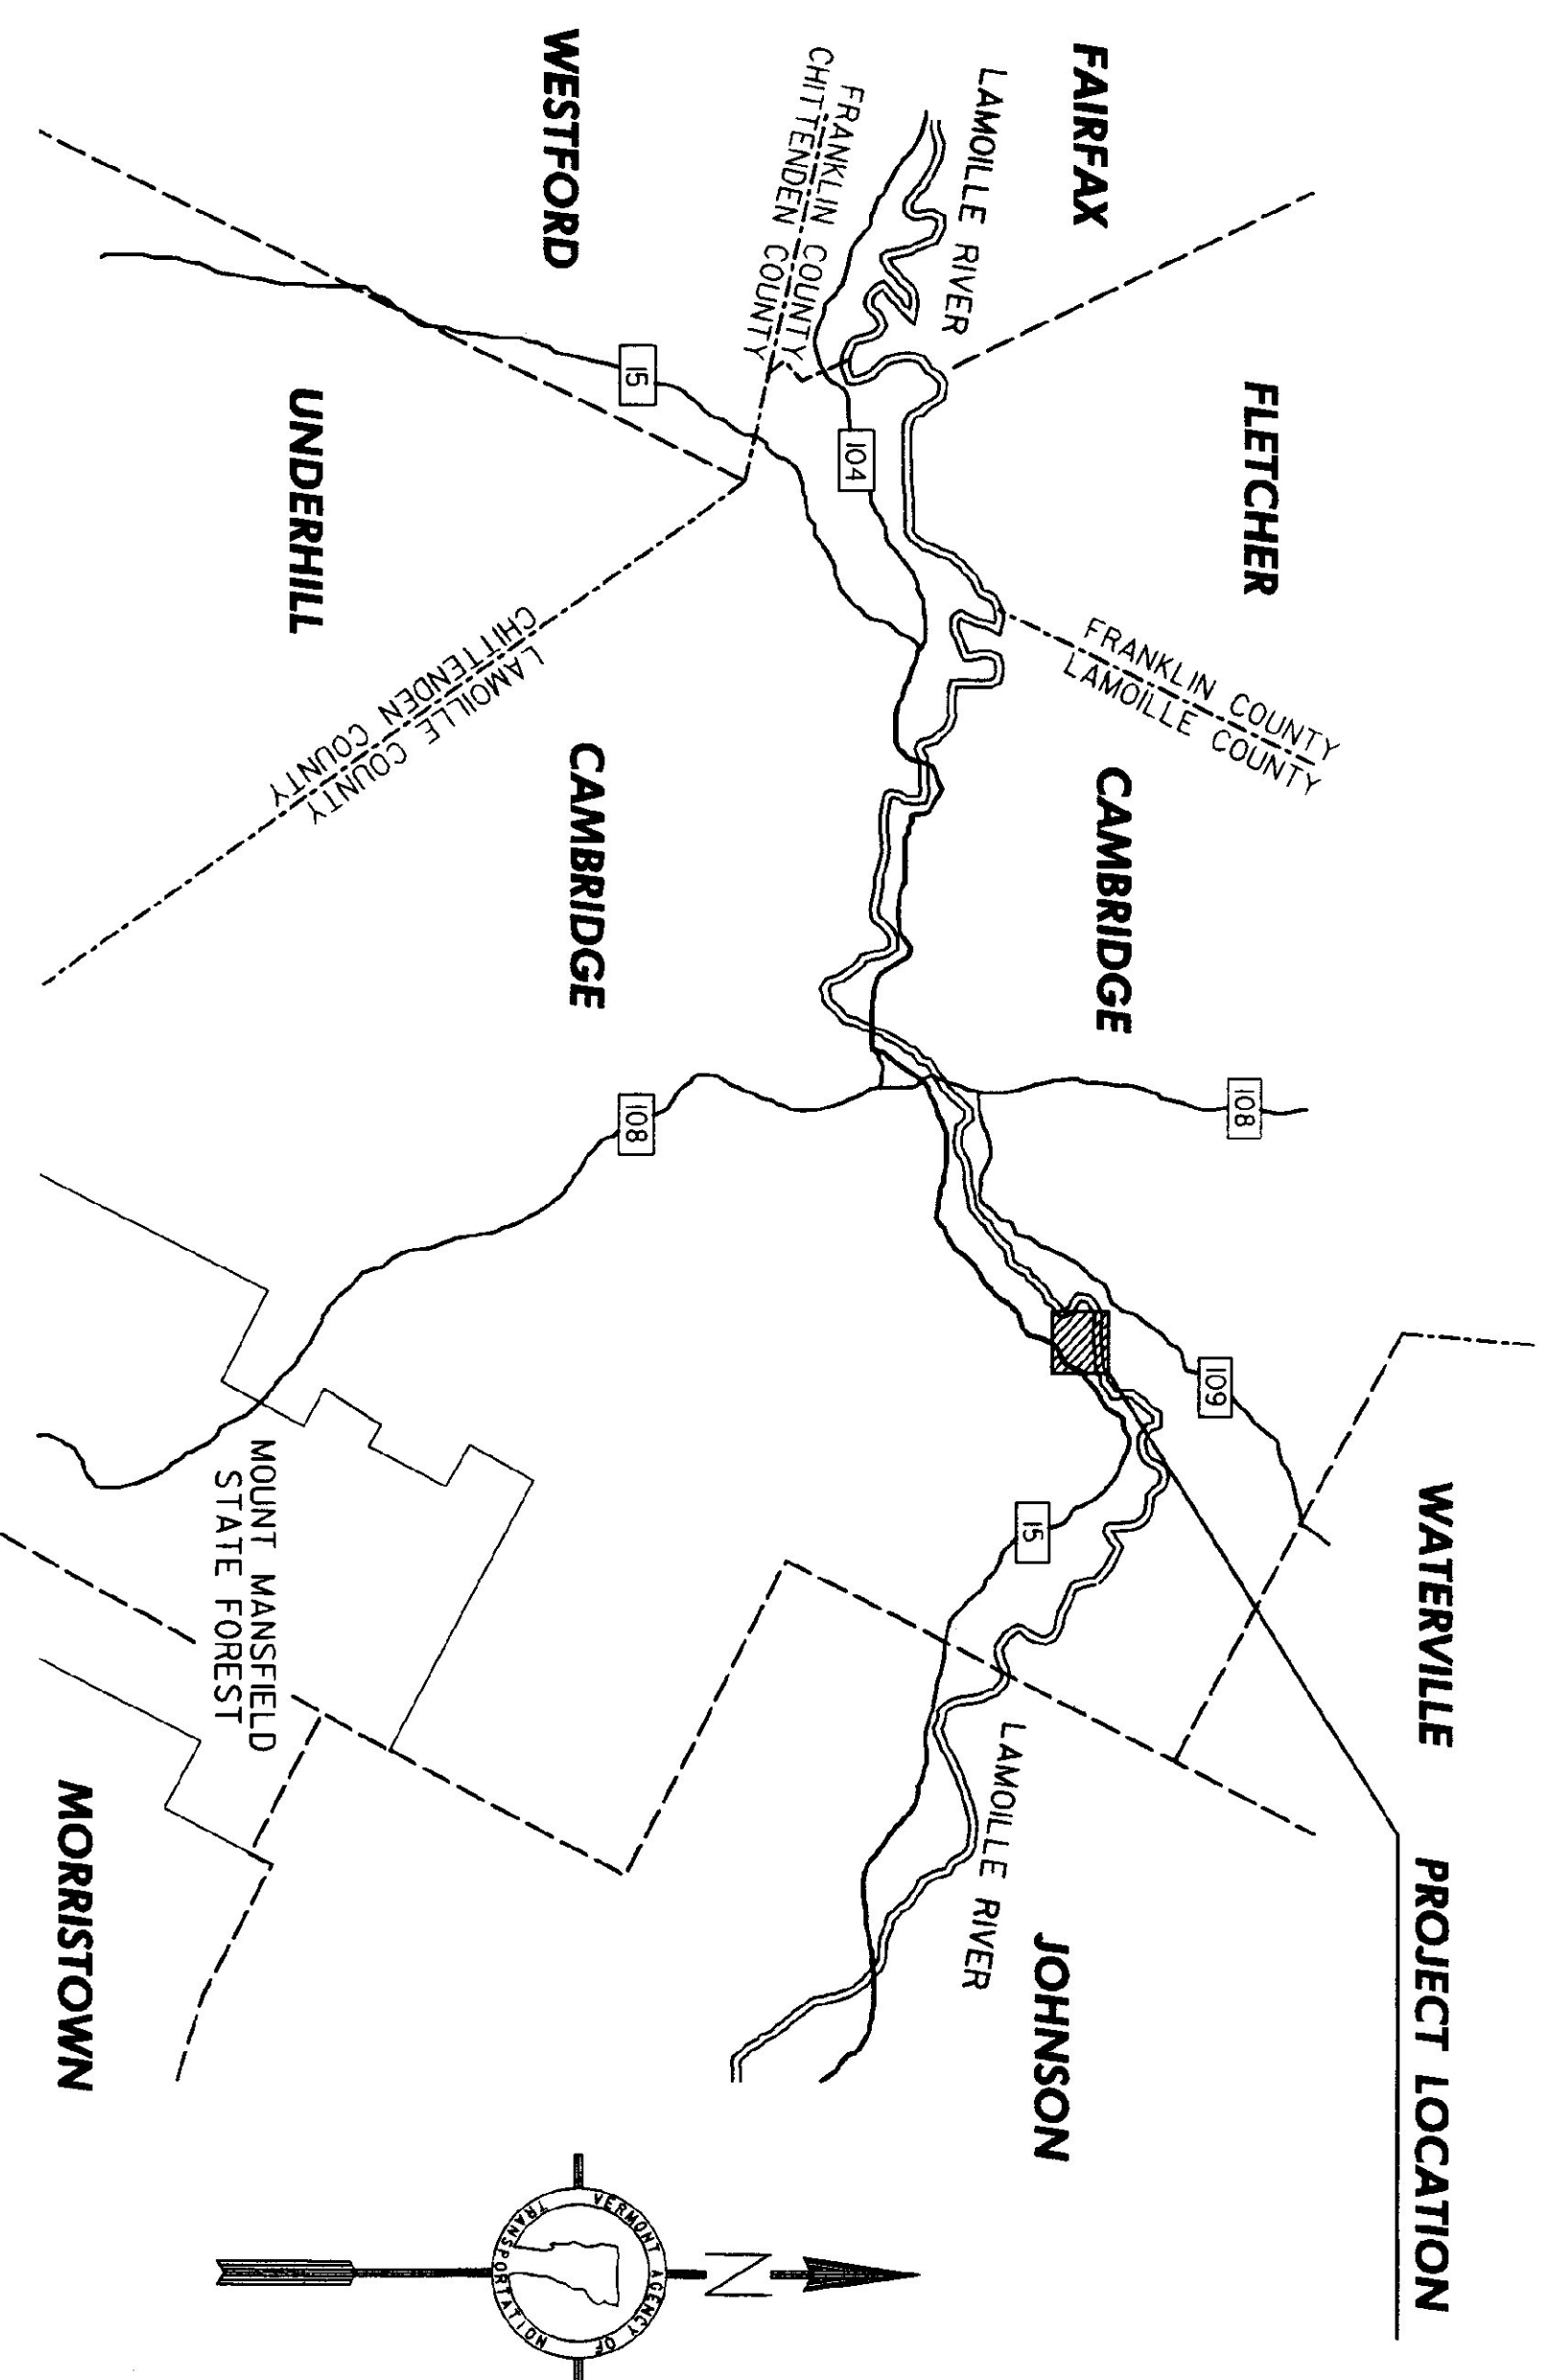 WATERVILLE
PROJECT LOCATION
FLETCHER
108
109
FRANKLIN COUNTY
LAMOILLE COUNTY
FAIRFAX
CAMBRIDGE
JOHNSON
LAMOILLE RIVER
15
LAMOILLE RIVER
104
FRANKLIN COUNTY
CHITTENDEN COUNTY
15
108
WESTFORD
CAMBRIDGE
LAMOILLE COUNTY
CHITTENDEN COUNTY
UNDERHILL
MOUNT MANSFIELD
STATE FOREST
MORRISTOWN
N
VERMONT AGENCY OF
TRANSPORTATION